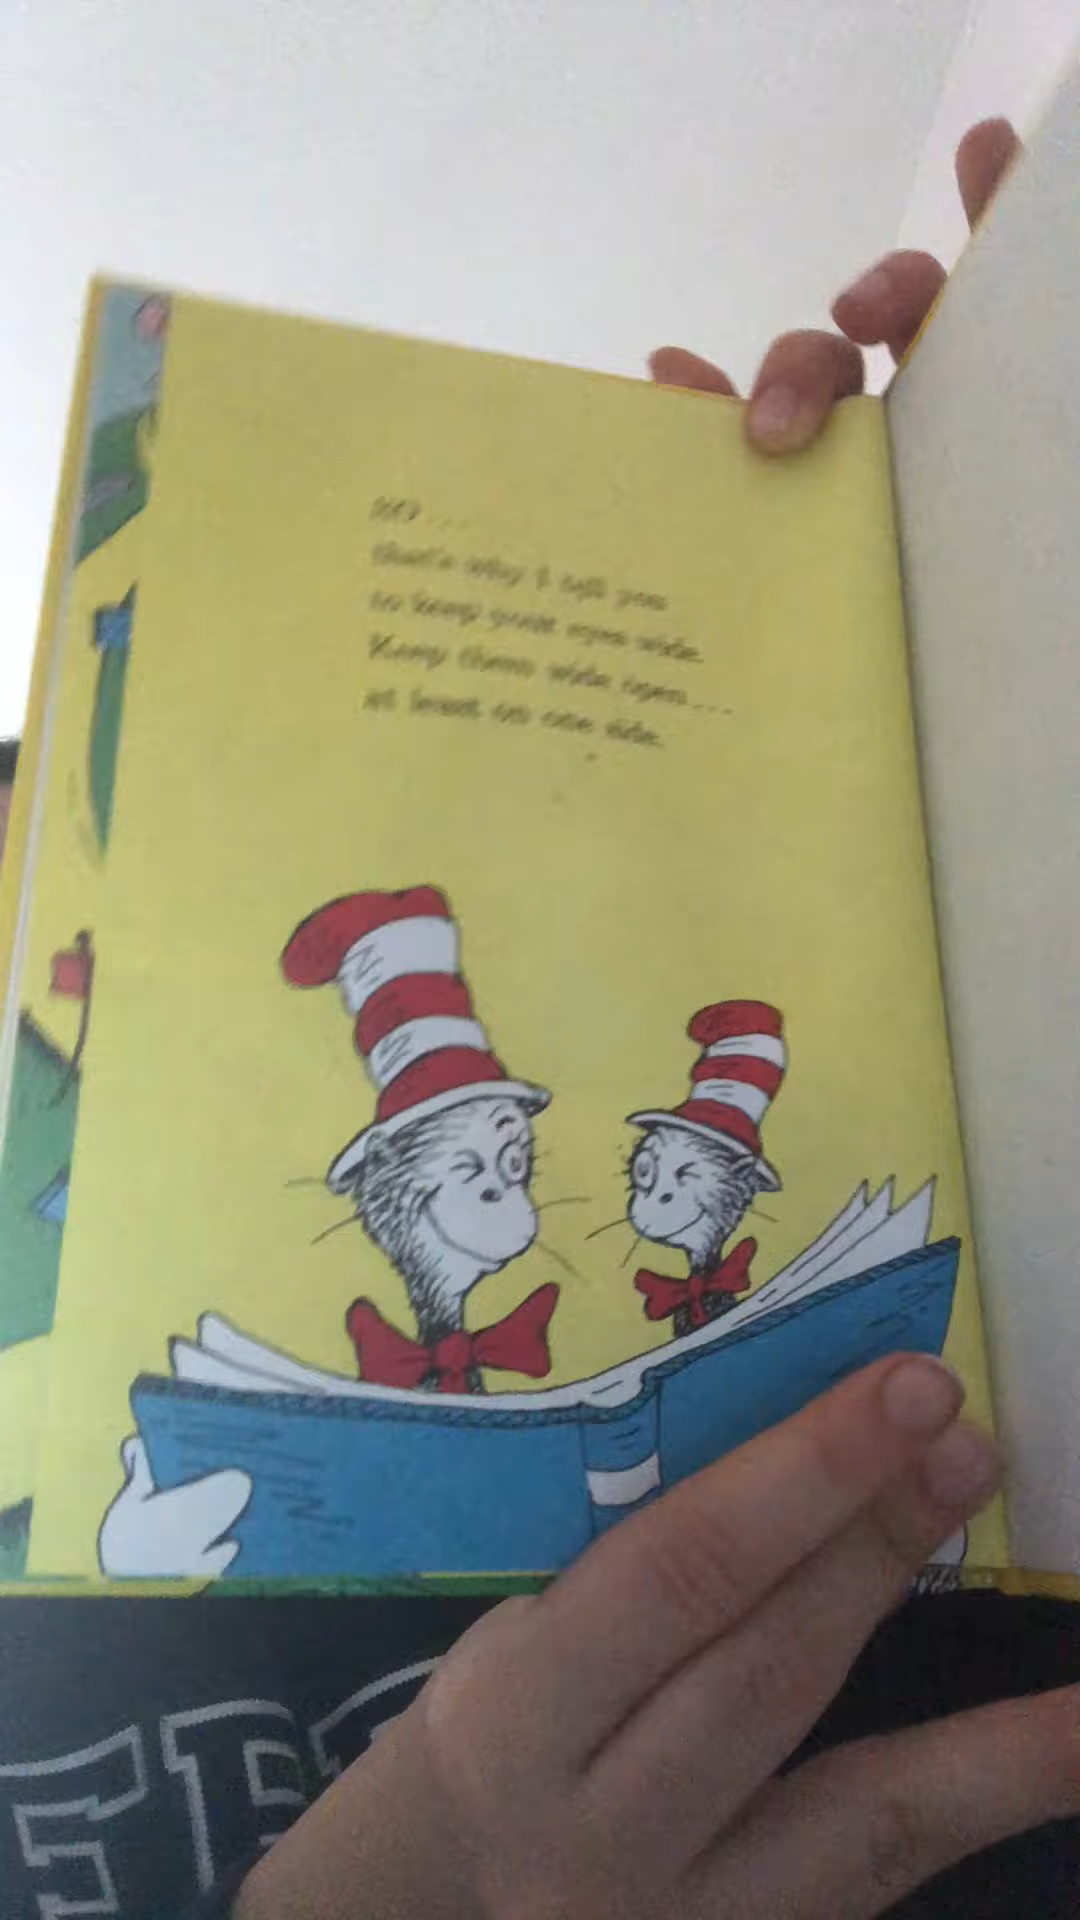 SO . . .
that's why I tell you
to keep your eyes wide.
Keep them wide open . . .
at least on one side.